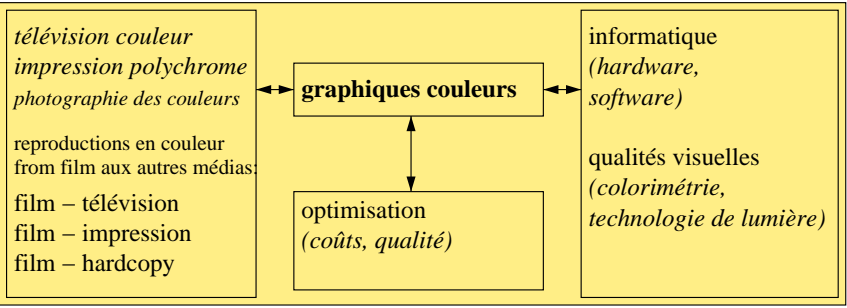 télévision couleur
impression polychrome
photographie des couleurs
reproductions en couleur
from film aux autres médias:
film – télévision
film – impression
film – hardcopy
graphiques couleurs
optimisation
(coûts, qualité)
informatique
(hardware,
software)
qualités visuelles
(colorimétrie,
technologie de lumière)